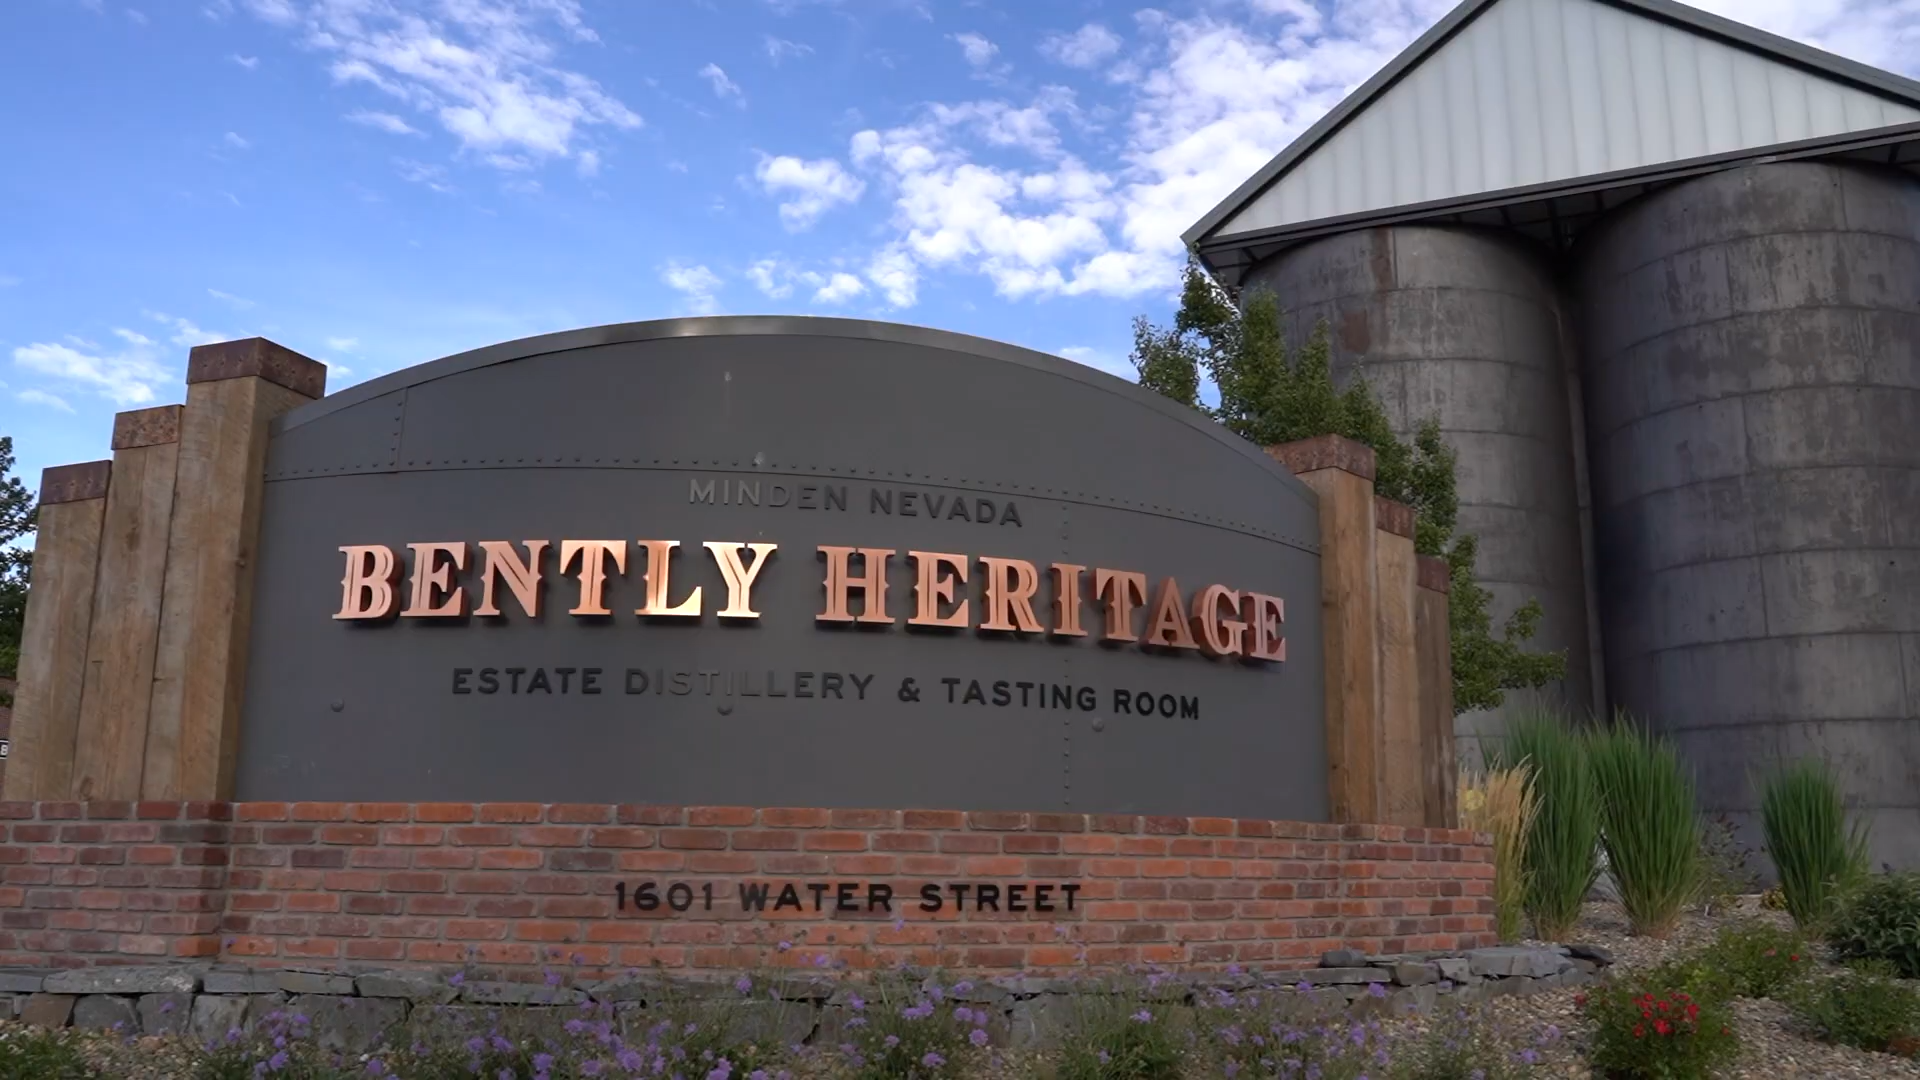 MINDEN NEVADA
BENTLY HERITAGE
ESTATE DISTILLERY & TASTING ROOM
1601 WATER STREET